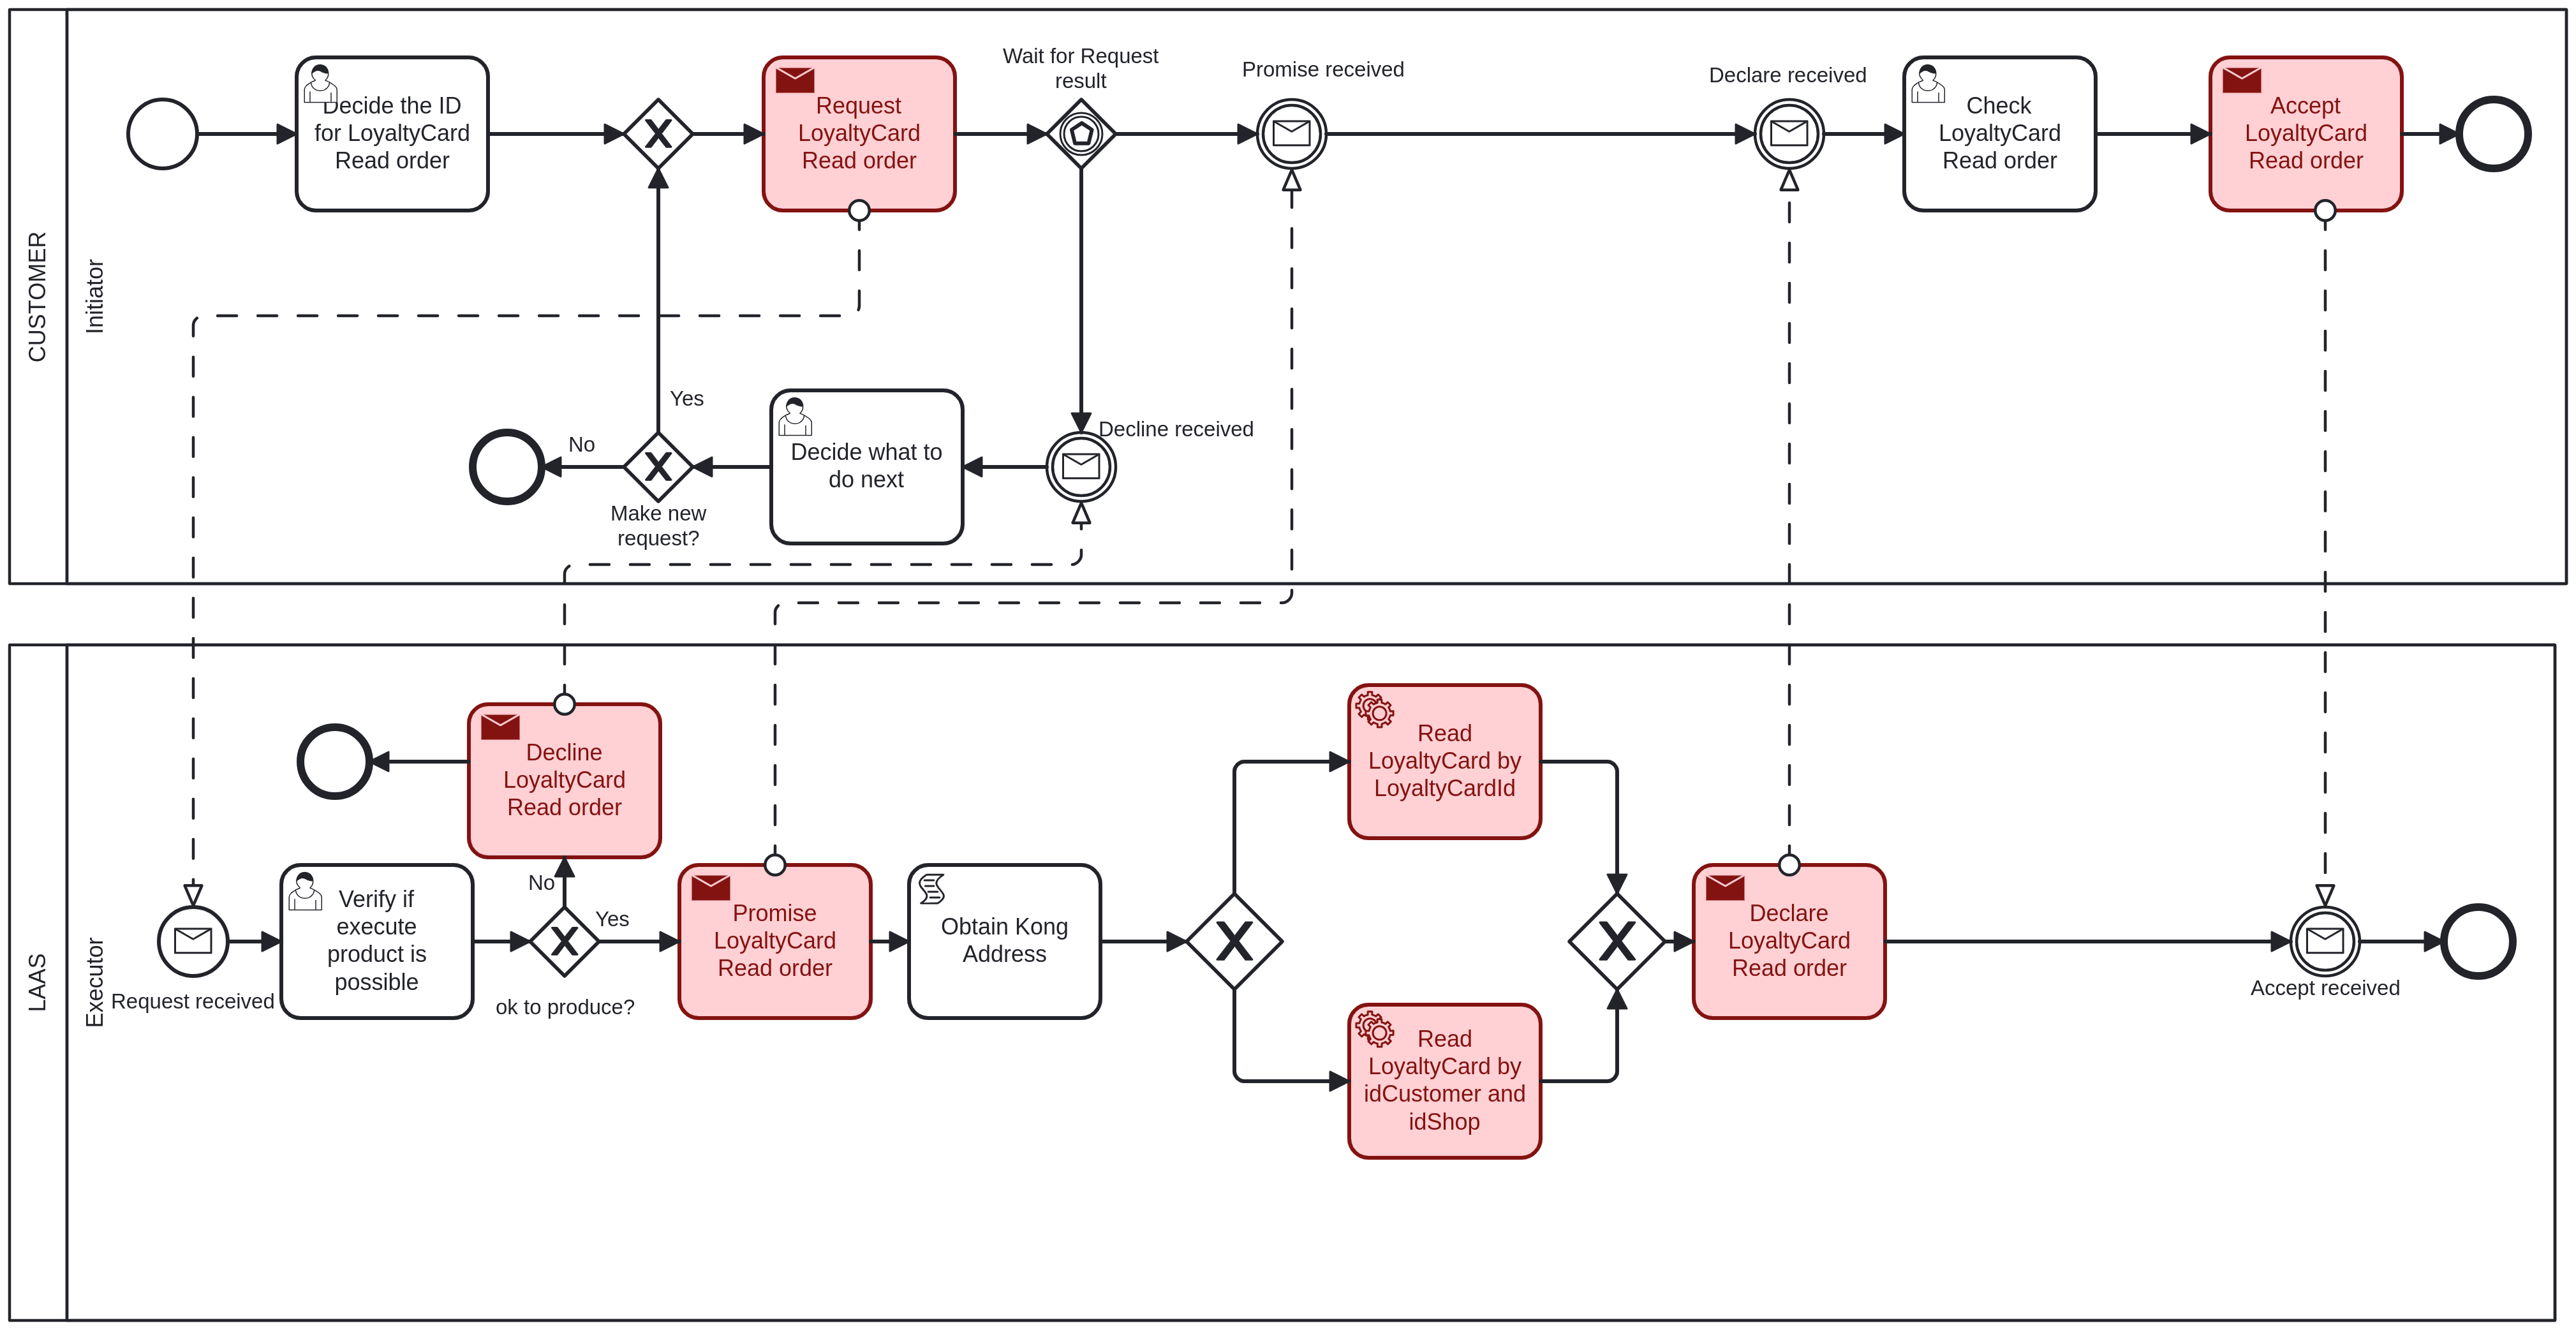 CUSTOMER
Initiator
Decide the ID
for LoyaltyCard
Read order
Request
LoyaltyCard
Read order
Wait for Request
result
Promise received
Declare received
Check
LoyaltyCard
Read order
Accept
LoyaltyCard
Read order
Yes
No
Make new
request?
Decide what to
do next
Decline received
LAAS
Executor
Request received
Verify if
execute
product is
possible
Decline
LoyaltyCard
Read order
No
Yes
ok to produce?
Promise
LoyaltyCard
Read order
Obtain Kong
Address
X
Read
LoyaltyCard by
LoyaltyCardId
Read
LoyaltyCard by
idCustomer and
idShop
X
Declare
LoyaltyCard
Read order
Accept received